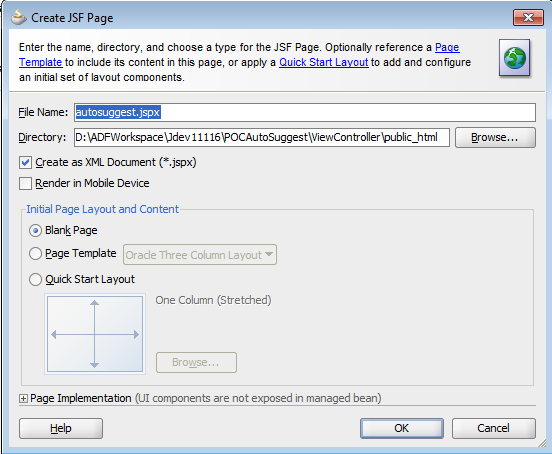 Create JSF Page
Enter the name, directory, and choose a type for the JSF Page. Optionally reference a Page
Template to include its content in this page, or apply a Quick Start Layout to add and configure
an initial set of layout components.
File Name: autosuggest.jspx
Directory: D:\ADFWorkspace\Jdev11116\POCAutoSuggest\ViewController\public_html Browse...
Create as XML Document (*.jspx)
Render in Mobile Device
Initial Page Layout and Content
Blank Page
Page Template Oracle Three Column Layout
Quick Start Layout
One Column (Stretched)
Browse...
Page Implementation (UI components are not exposed in managed bean)
Help OK Cancel